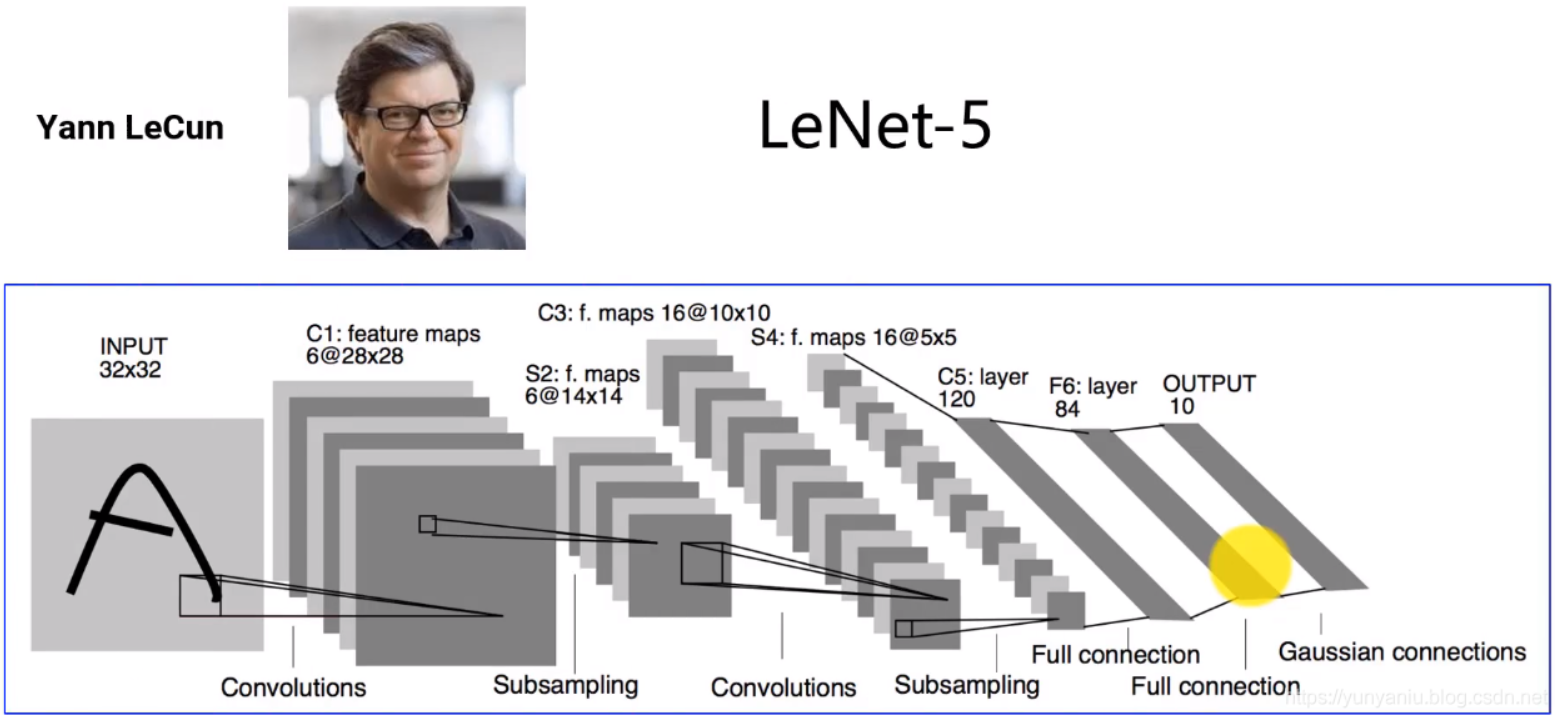 Yann LeCun
LeNet-5
INPUT
32x32
C1: feature maps
6@28x28
S2: f. maps
6@14x14
C3: f. maps 16@10x10
S4: f. maps 16@5x5
C5: layer
120
F6: layer
84
OUTPUT
10
Convolutions
Subsampling
Convolutions
Subsampling
Full connection
Full connection
Gaussian connections
https://yunyaniu.blog.csdn.net